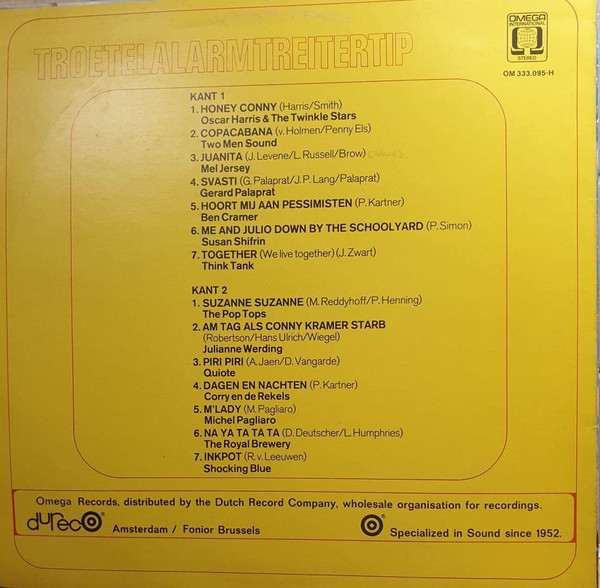 TROETELALARMTREITERTIP
OMEGA
INTERNATIONAL
STEREO
OM 333.095-H
KANT 1
1. HONEY CONNY (Harris/Smith)
Oscar Harris & The Twinkle Stars
2. COPACABANA (v. Holmen/Penny Els)
Two Men Sound
3. JUANITA (J. Levene/L. Russell/Brow)
Mel Jersey
4. SVASTI (G. Palaprat/J.P. Lang/Palaprat)
Gerard Palaprat
5. HOORT MIJ AAN PESSIMISTEN (P. Kartner)
Ben Cramer
6. ME AND JULIO DOWN BY THE SCHOOLYARD (P. Simon)
Susan Shifrin
7. TOGETHER (We live together) (J. Zwart)
Think Tank
KANT 2
1. SUZANNE SUZANNE (M. Reddyhoff/P. Henning)
The Pop Tops
2. AM TAG ALS CONNY KRAMER STARB
(Robertson/Hans Ulrich/Wiegel)
Julianne Werding
3. PIRI PIRI (A. Jaen/D. Vangarde)
Quiote
4. DAGEN EN NACHTEN (P. Kartner)
Corry en de Rekels
5. M'LADY (M. Pagliaro)
Michel Pagliaro
6. NA YA TA TA TA (D. Deutscher/L. Humphries)
The Royal Brewery
7. INKPOT (R.v. Leeuwen)
Shocking Blue
Omega Records, distributed by the Dutch Record Company, wholesale organisation for recordings.
dureco Amsterdam / Fonior Brussels
Specialized in Sound since 1952.